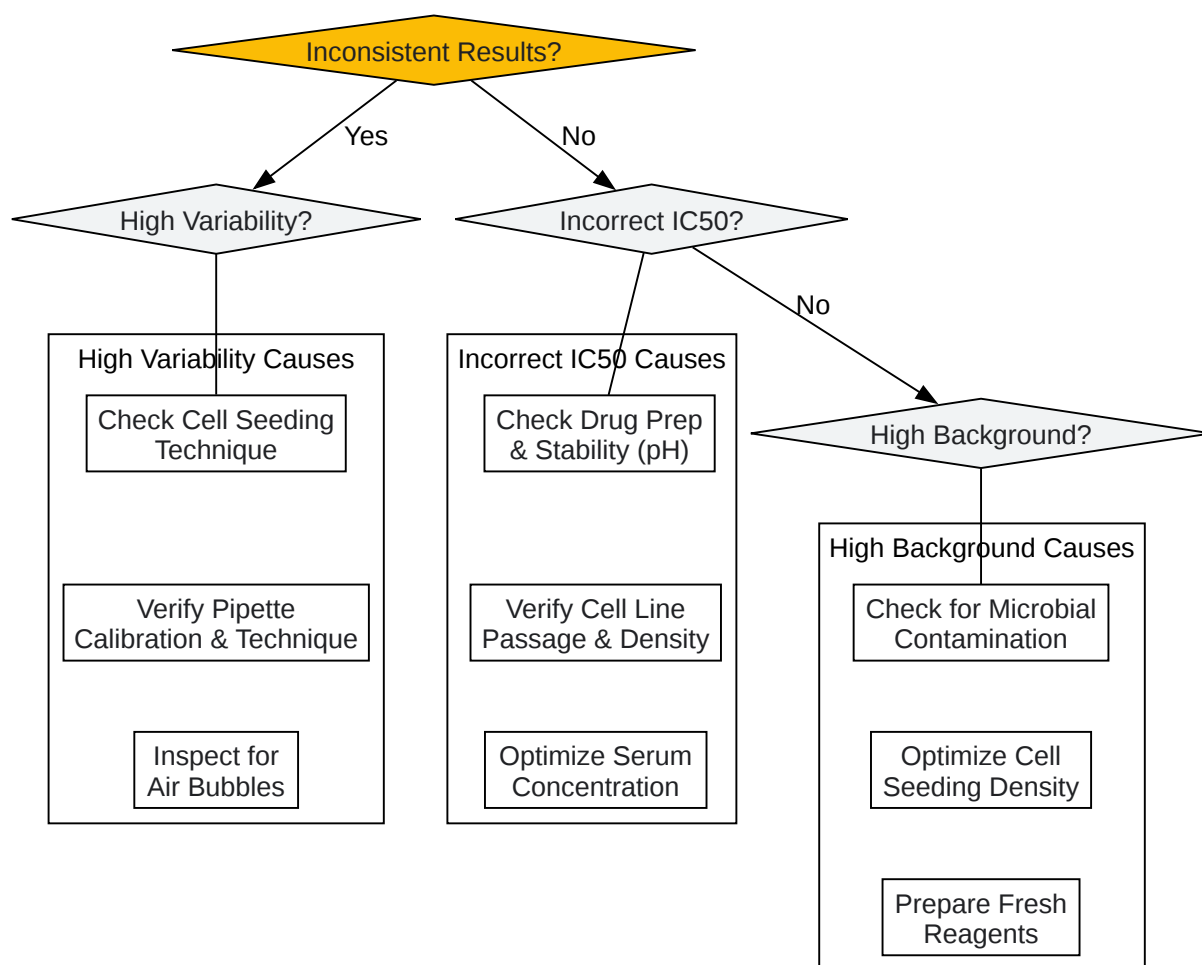 Inconsistent Results?
Yes
No
High Variability?
Incorrect IC50?
No
High Variability Causes
Check Cell Seeding
Technique
Verify Pipette
Calibration & Technique
Inspect for
Air Bubbles
Incorrect IC50 Causes
Check Drug Prep
& Stability (pH)
Verify Cell Line
Passage & Density
Optimize Serum
Concentration
High Background?
High Background Causes
Check for Microbial
Contamination
Optimize Cell
Seeding Density
Prepare Fresh
Reagents